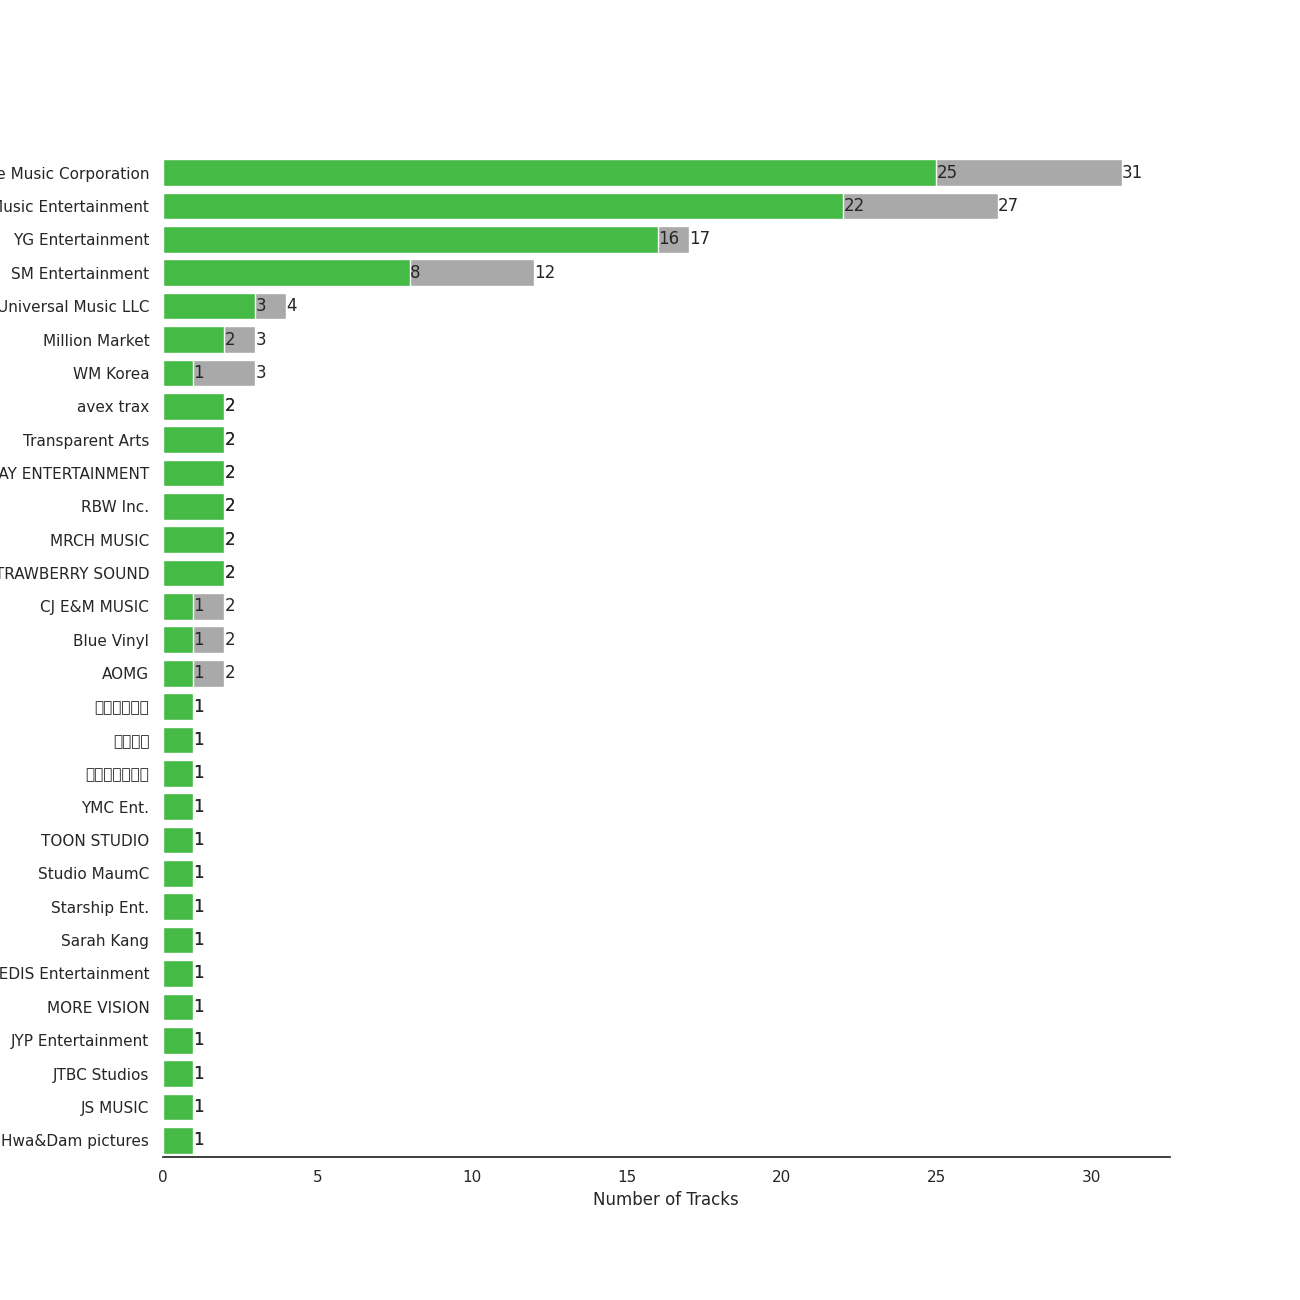 e Music Corporation 25 31
Music Entertainment 22 27
YG Entertainment 16 17
SM Entertainment 8 12
Universal Music LLC 3 4
Million Market 2 3
WM Korea 1 3
avex trax 2
Transparent Arts 2
AY ENTERTAINMENT 2
RBW Inc. 2
MRCH MUSIC 2
TRAWBERRY SOUND 2
CJ E&M MUSIC 1 2
Blue Vinyl 1 2
AOMG 1 2
1
1
1
YMC Ent. 1
TOON STUDIO 1
Studio MaumC 1
Starship Ent. 1
Sarah Kang 1
EDIS Entertainment 1
MORE VISION 1
JYP Entertainment 1
JTBC Studios 1
JS MUSIC 1
Hwa&Dam pictures 1
0 5 10 15 20 25 30
Number of Tracks